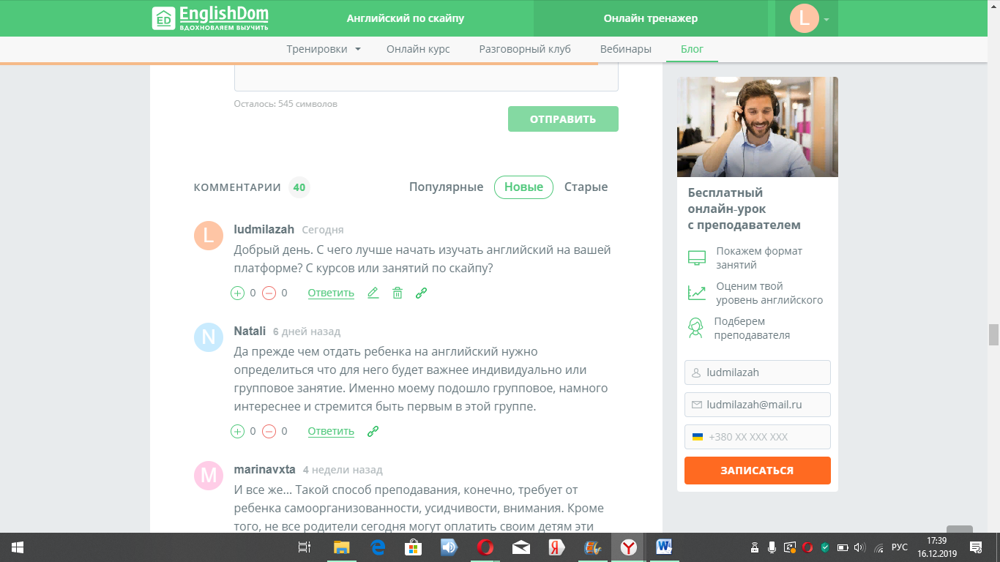 ED EnglishDom
ВДОХНОВЛЯЕМ ВЫУЧИТЬ
Английский по скайпу
Онлайн тренажер
L
Тренировки
Онлайн курс
Разговорный клуб
Вебинары
Блог
Осталось: 545 символов
ОТПРАВИТЬ
КОММЕНТАРИИ 40
Популярные
Новые
Старые
L
ludmilazah Сегодня
Добрый день. С чего лучше начать изучать английский на вашей
платформе? С курсов или занятий по скайпу?
0 0 Ответить
N
Natali 6 дней назад
Да прежде чем отдать ребенка на английский нужно
определиться что для него будет важнее индивидуально или
групповое занятие. Именно моему подошло групповое, намного
интереснее и стремится быть первым в этой группе.
0 0 Ответить
M
marinavxta 4 недели назад
И все же... Такой способ преподавания, конечно, требует от
ребенка самоорганизованности, усидчивости, внимания. Кроме
того, не все родители сегодня могут оплатить своим детям эти
Бесплатный
онлайн-урок
с преподавателем
Покажем формат
занятий
Оценим твой
уровень английского
Подберем
преподавателя
ludmilazah
ludmilazah@mail.ru
+380 XX XXX XXX
ЗАПИСАТЬСЯ
РУС
17:39
16.12.2019